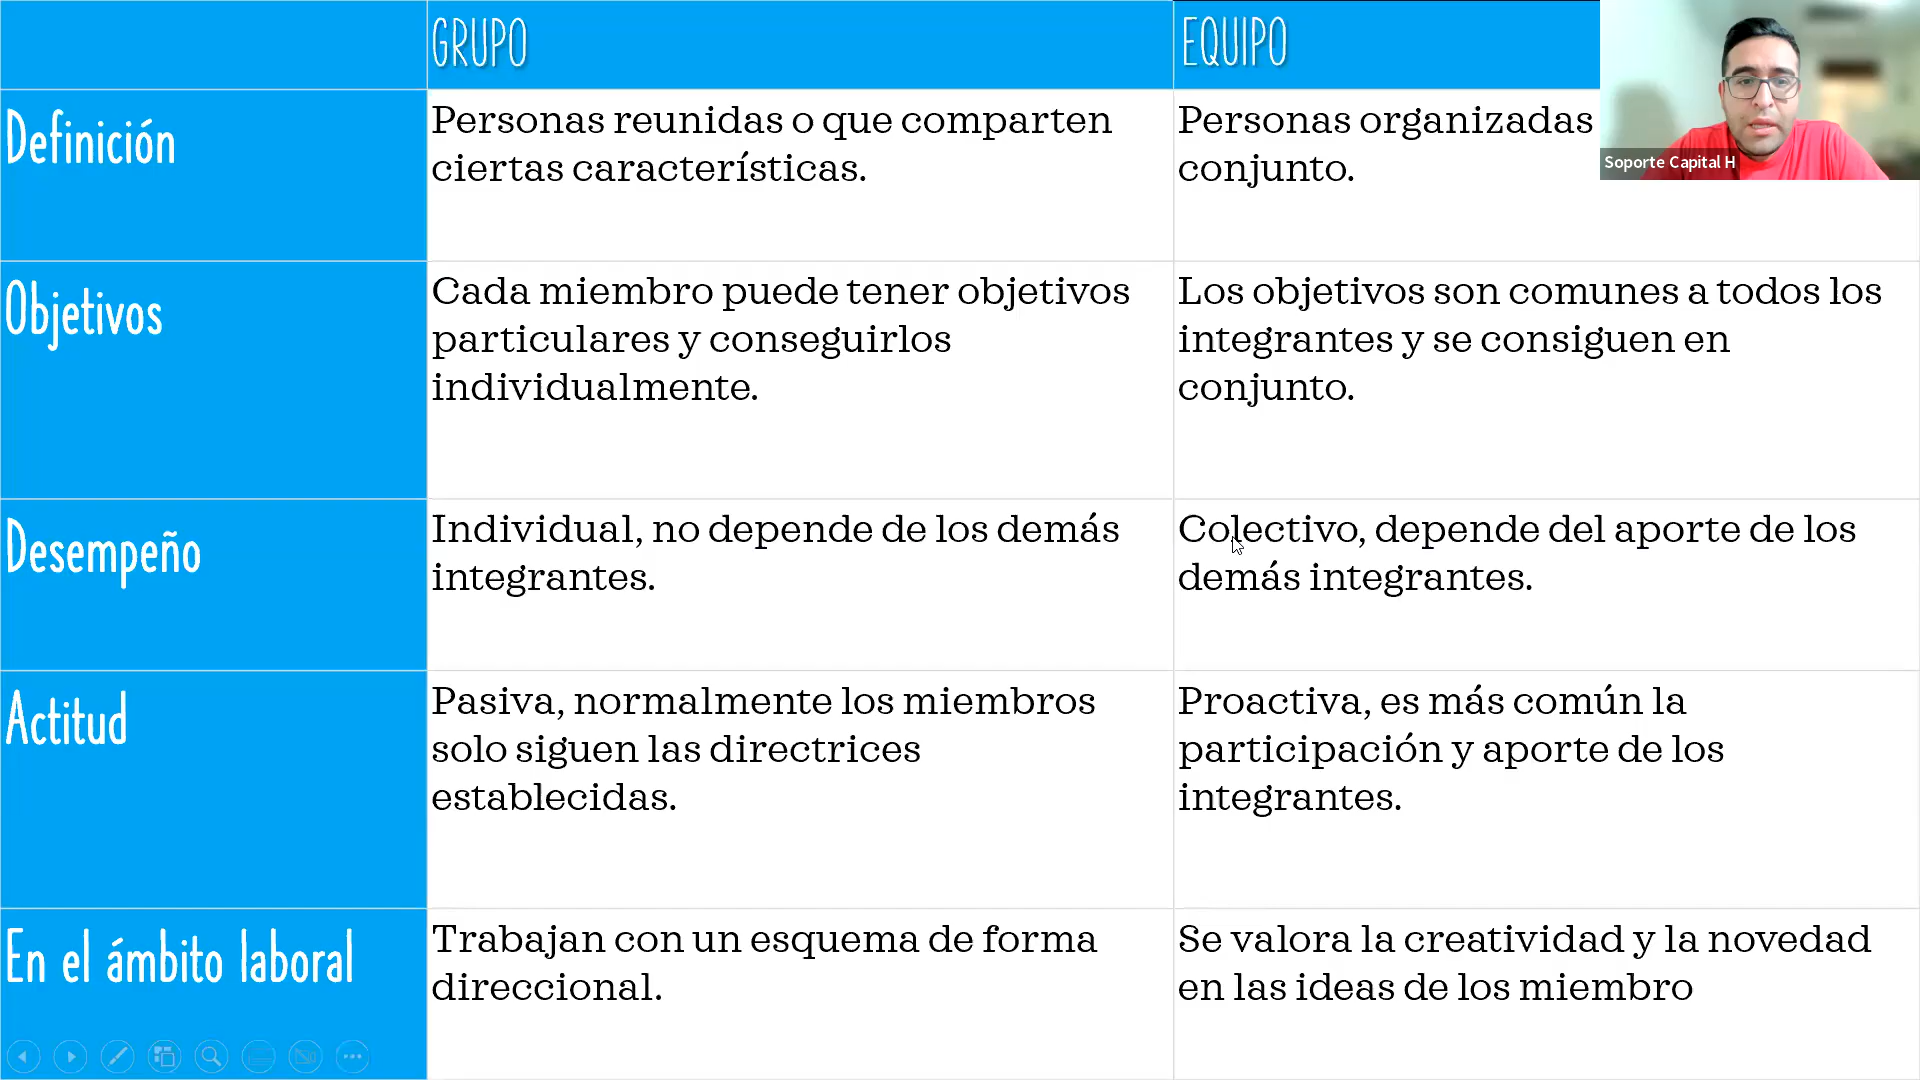 GRUPO
EQUIPO
Definición
Personas reunidas o que comparten
ciertas características.
Personas organizadas
conjunto.
Soporte Capital H
Objetivos
Cada miembro puede tener objetivos
particulares y conseguirlos
individualmente.
Los objetivos son comunes a todos los
integrantes y se consiguen en
conjunto.
Desempeño
Individual, no depende de los demás
integrantes.
Colectivo, depende del aporte de los
demás integrantes.
Actitud
Pasiva, normalmente los miembros
solo siguen las directrices
establecidas.
Proactiva, es más común la
participación y aporte de los
integrantes.
En el ámbito laboral
Trabajan con un esquema de forma
direccional.
Se valora la creatividad y la novedad
en las ideas de los miembro